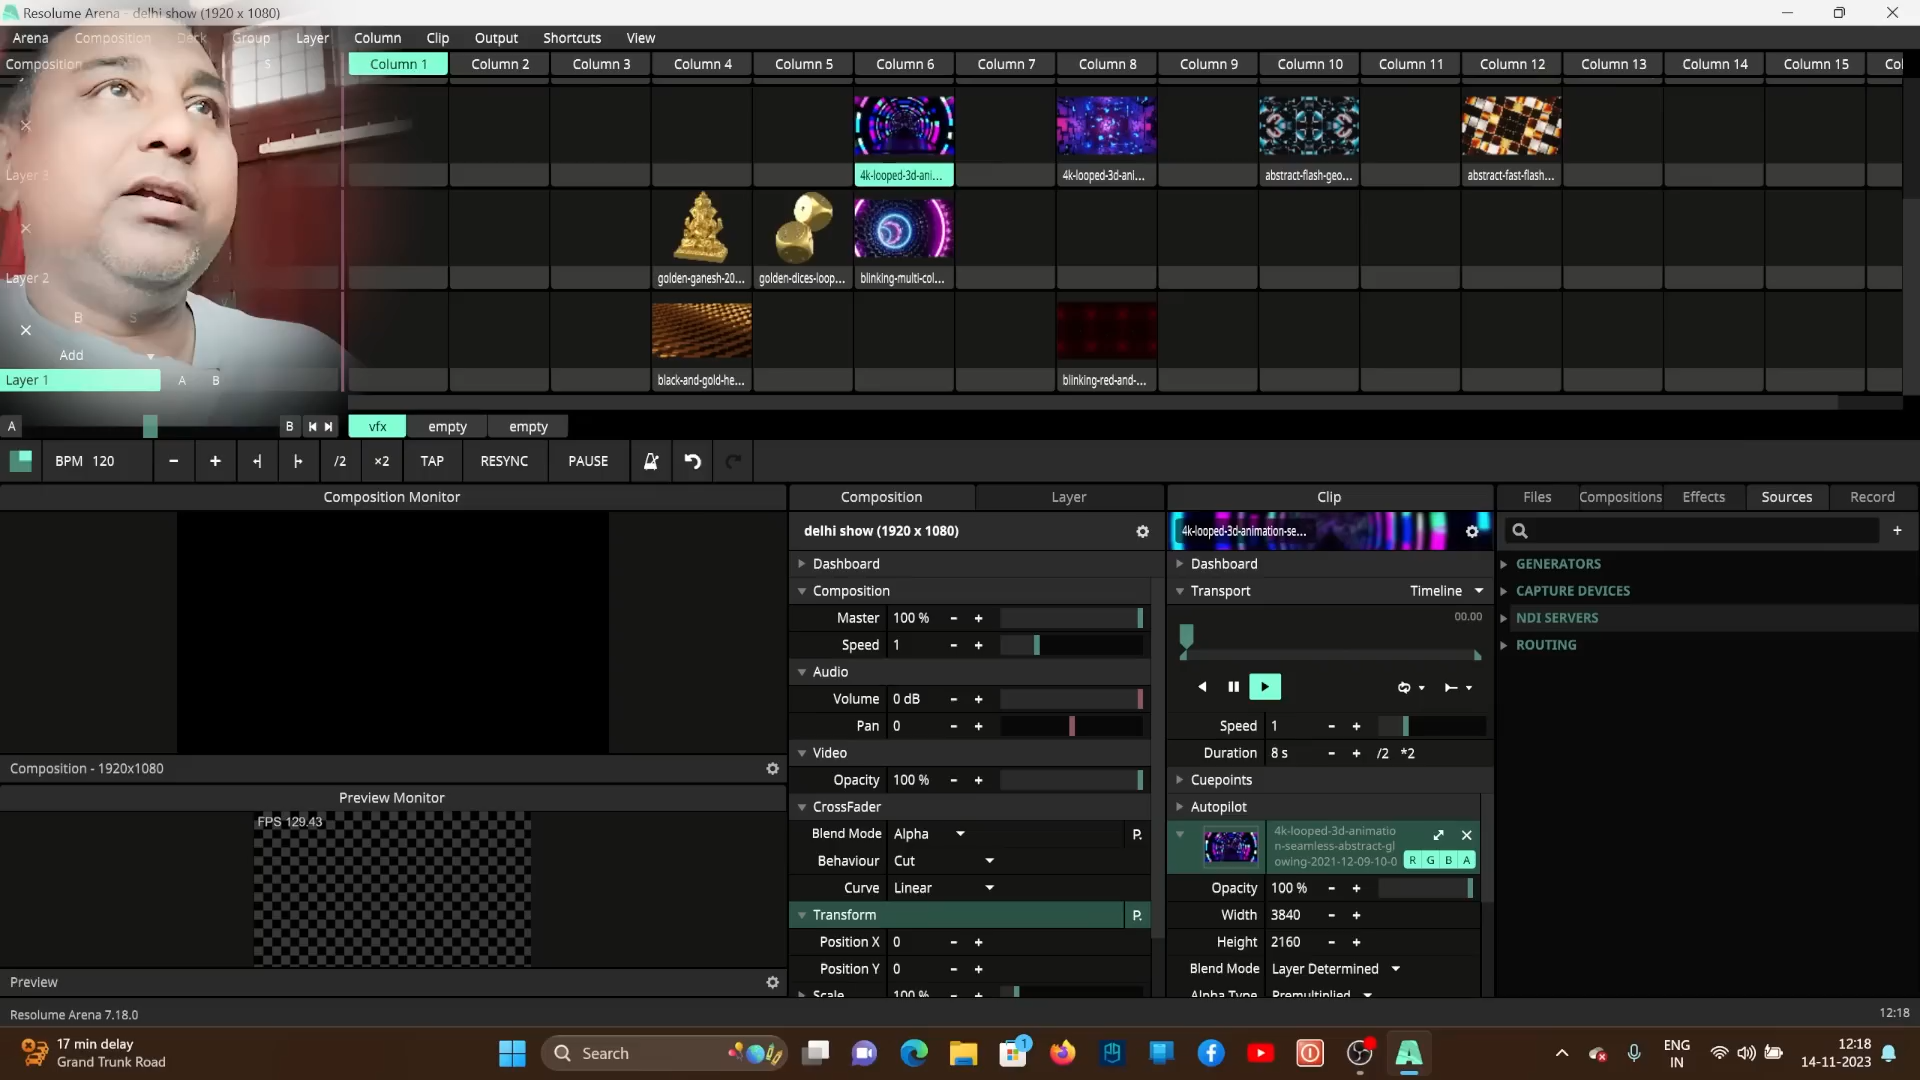 Resolume Arena - delhi show (1920 x 1080)
Arena Composition Deck Group Layer Column Clip Output Shortcuts View
Composition S Column 1 Column 2 Column 3 Column 4 Column 5 Column 6 Column 7 Column 8 Column 9 Column 10 Column 11 Column 12 Column 13 Column 14 Column 15 Col
Layer 3 4k-looped-3d-ani... 4k-looped-3d-ani... abstract-flash-geo... abstract-fast-flash...
Layer 2 golden-ganesh-20... golden-dices-loop... blinking-multi-col...
B S
Add
Layer 1 A B black-and-gold-he... blinking-red-and-...
A B vfx empty empty
BPM 120 - + /2 ×2 TAP RESYNC PAUSE
Composition Monitor
Composition - 1920x1080
Preview Monitor
FPS 129.43
Preview
Composition Layer
delhi show (1920 x 1080)
Dashboard
Composition
Master 100 % - +
Speed 1 - +
Audio
Volume 0 dB - +
Pan 0 - +
Video
Opacity 100 % - +
CrossFader
Blend Mode Alpha P.
Behaviour Cut
Curve Linear
Transform P.
Position X 0 - +
Position Y 0 - +
Scale 100 % - +
Clip
4k-looped-3d-animation-se...
Dashboard
Transport Timeline
00.00
Speed 1 - +
Duration 8 s - + /2 *2
Cuepoints
Autopilot
4k-looped-3d-animatio
n-seamless-abstract-gl
owing-2021-12-09-10-0 R G B A
Opacity 100 % - +
Width 3840 - +
Height 2160 - +
Blend Mode Layer Determined
Alpha Type Premultiplied
Files Compositions Effects Sources Record
+
GENERATORS
CAPTURE DEVICES
NDI SERVERS
ROUTING
Resolume Arena 7.18.0 12:18
17 min delay
Grand Trunk Road
Search
1
ENG
IN
12:18
14-11-2023